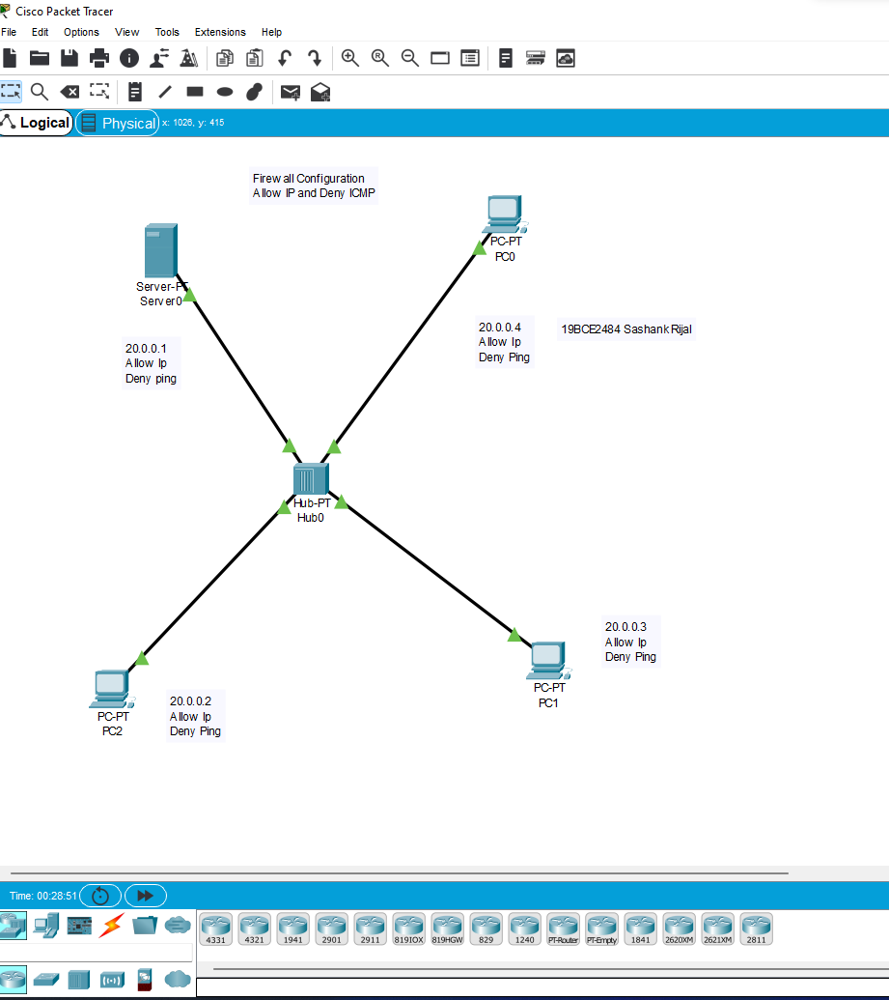 Cisco Packet Tracer
File Edit Options View Tools Extensions Help
Logical Physical x: 1026, y: 415
Firewall Configuration
Allow IP and Deny ICMP
PC-PT
PC0
Server-PT
Server0
20.0.0.4
Allow Ip
Deny Ping
19BCE2484 Sashank Rijal
20.0.0.1
Allow Ip
Deny ping
Hub-PT
Hub0
20.0.0.3
Allow Ip
Deny Ping
PC-PT
PC1
20.0.0.2
Allow Ip
Deny Ping
PC-PT
PC2
Time: 00:28:51
4331 4321 1941 2901 2911 819IOX 819HGW 829 1240 PT-Router PT-Empty 1841 2620XM 2621XM 2811